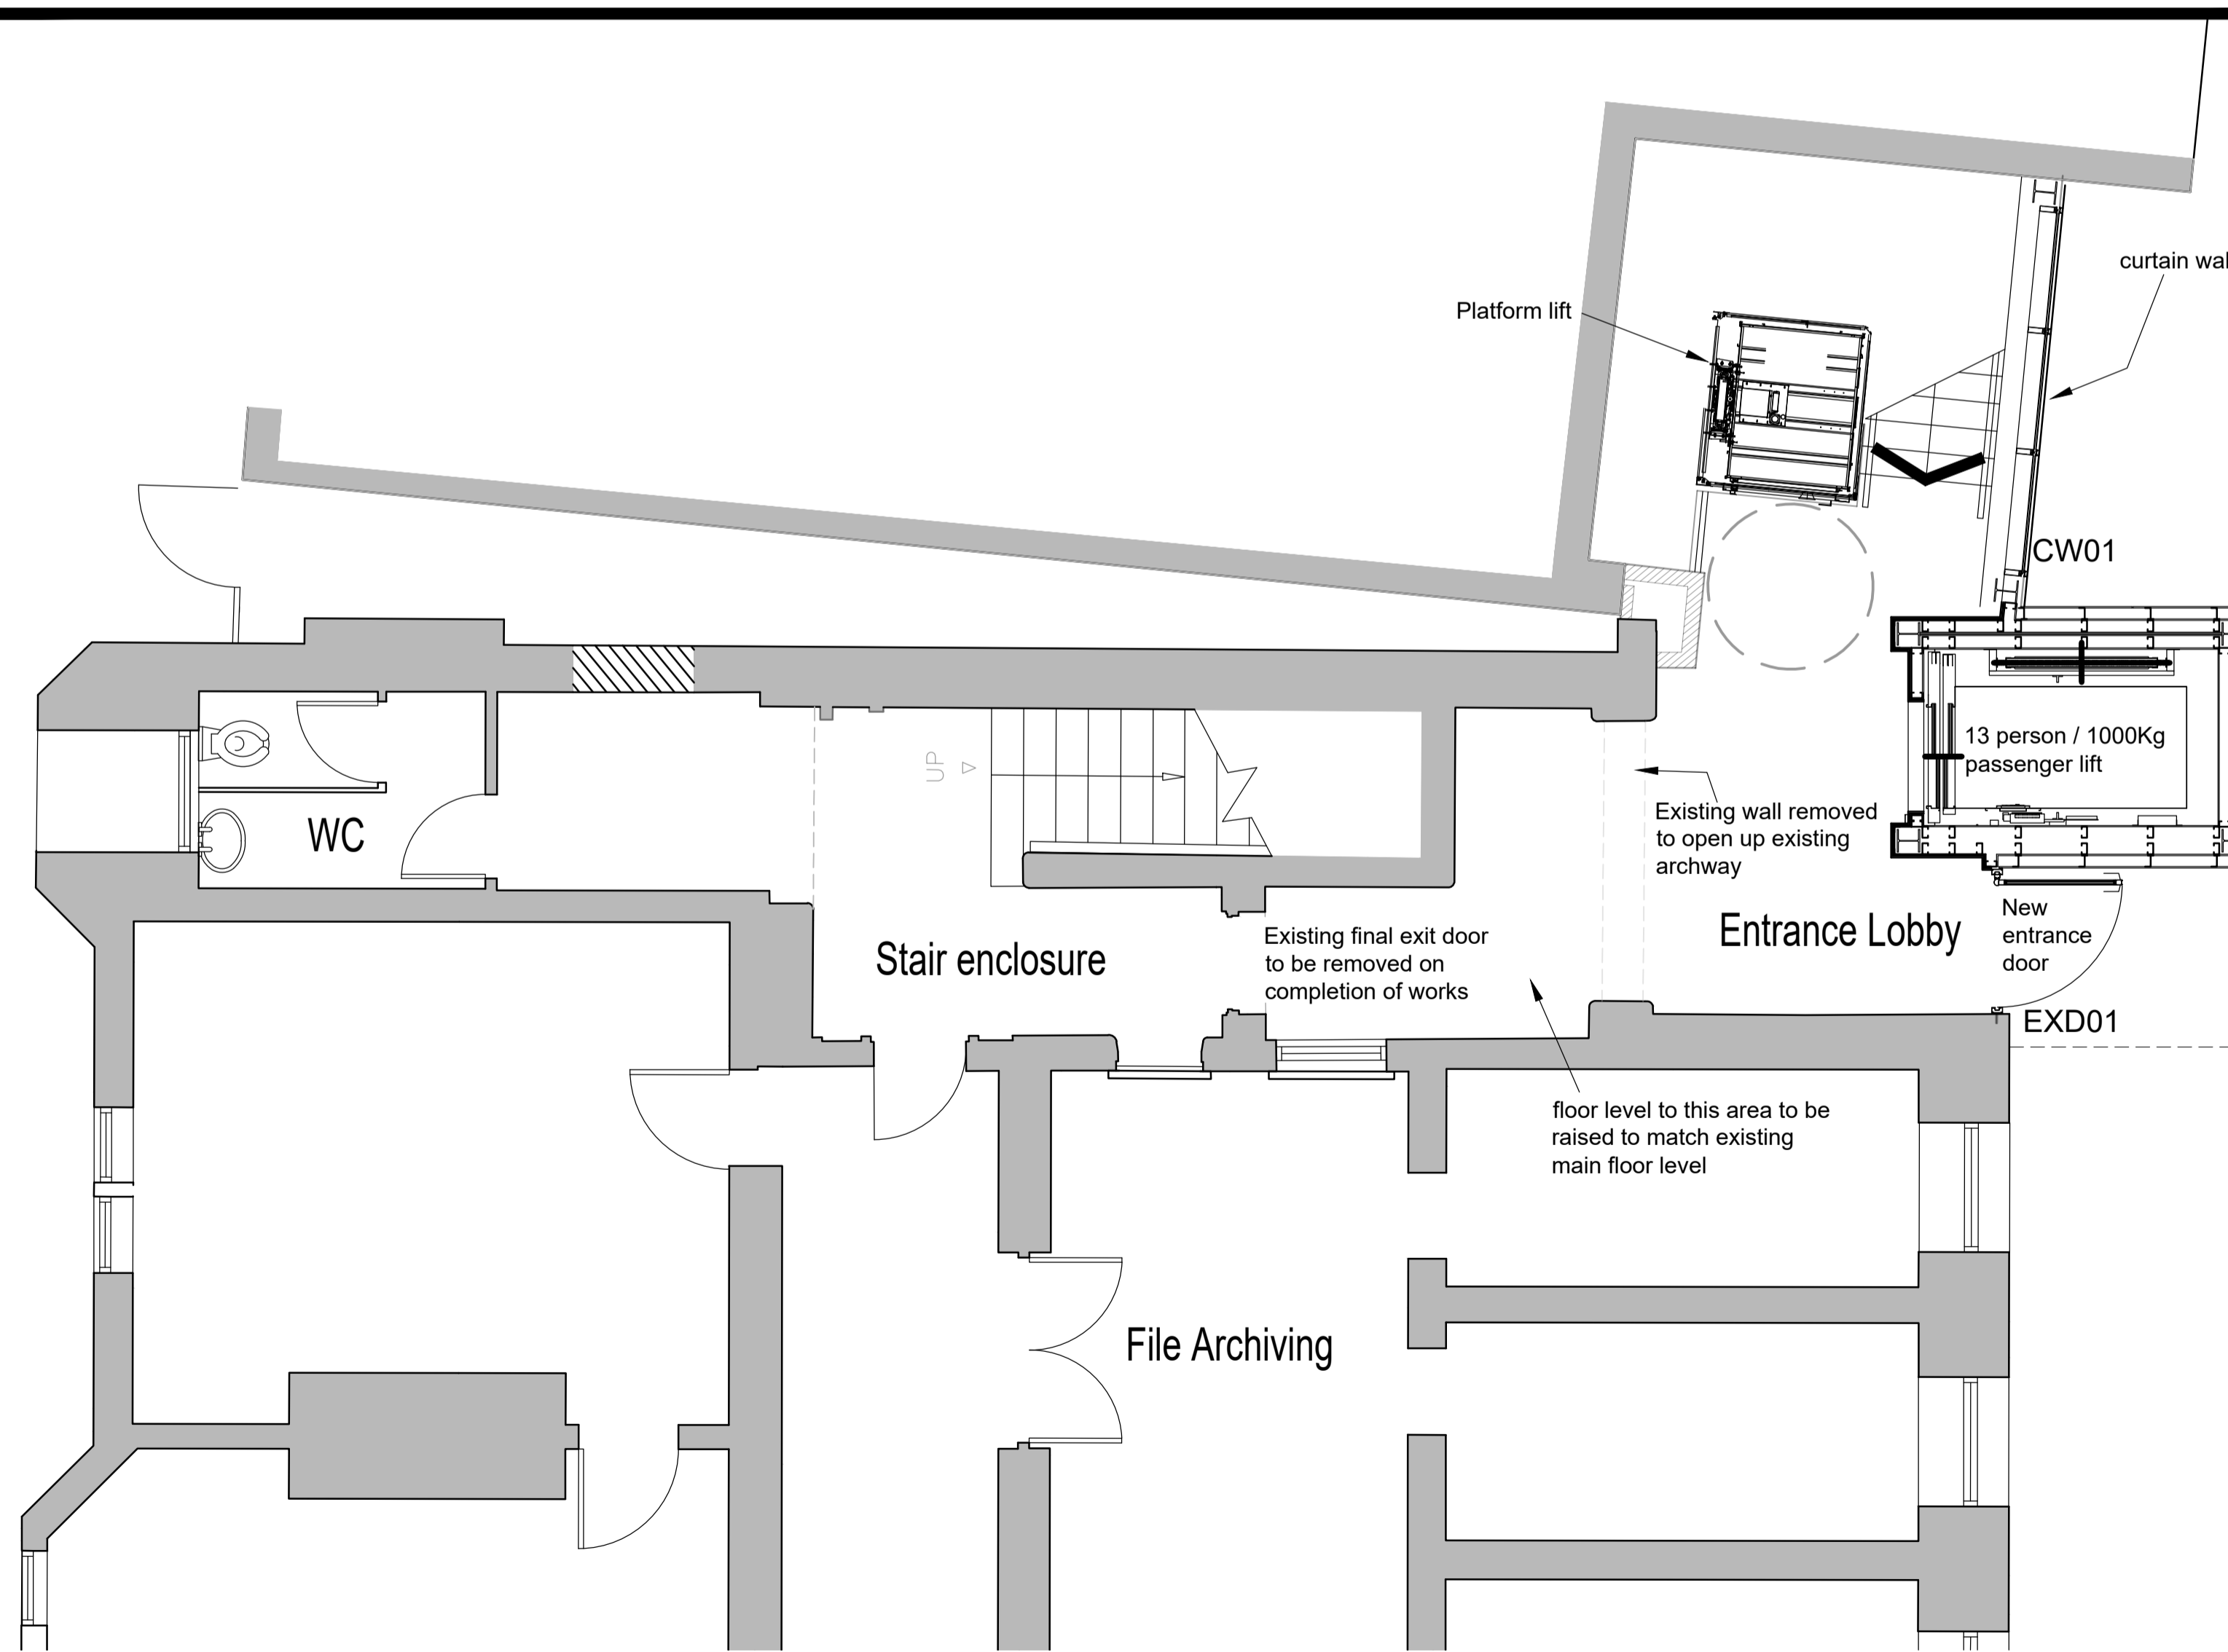 curtain wal
Platform lift
CW01
13 person / 1000Kg
passenger lift
UP
WC
Existing wall removed
to open up existing
archway
Stair enclosure
Existing final exit door
to be removed on
completion of works
Entrance Lobby
New
entrance
door
EXD01
floor level to this area to be
raised to match existing
main floor level
File Archiving